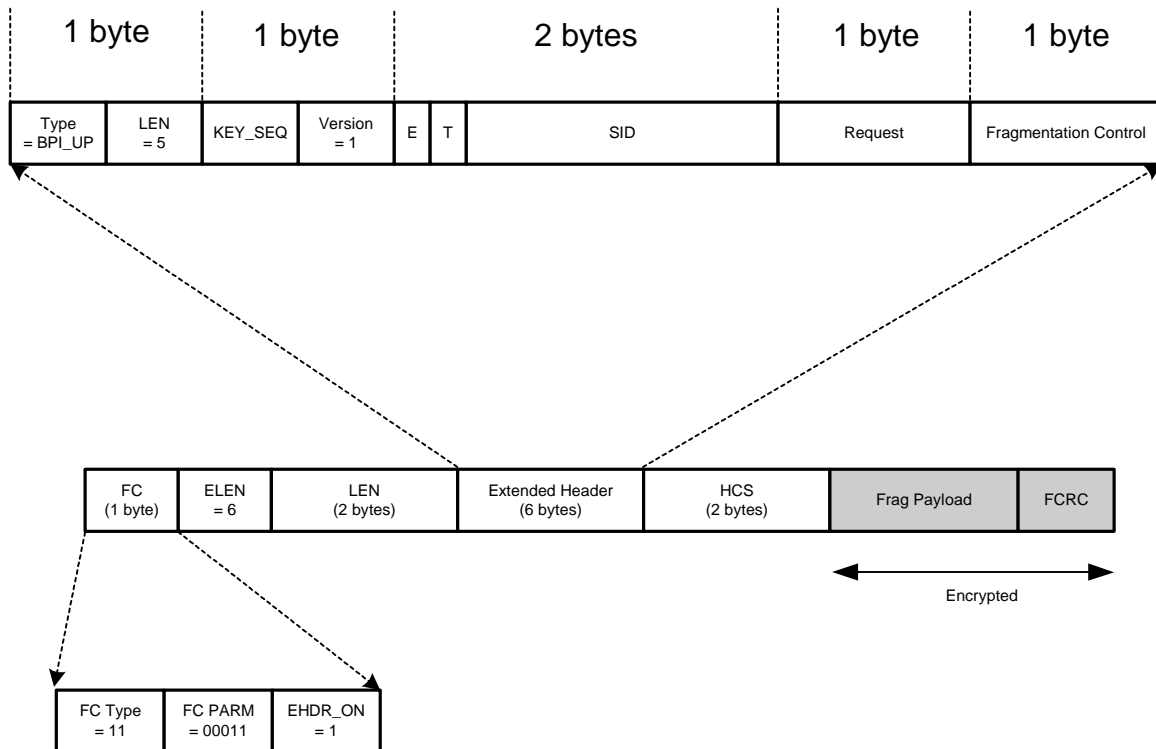 1 byte
1 byte
2 bytes
1 byte
1 byte
Type
= BPI_UP
LEN
= 5
KEY_SEQ
Version
= 1
E
T
SID
Request
Fragmentation Control
FC
(1 byte)
ELEN
= 6
LEN
(2 bytes)
Extended Header
(6 bytes)
HCS
(2 bytes)
Frag Payload
FCRC
Encrypted
FC Type
= 11
FC PARM
= 00011
EHDR_ON
= 1